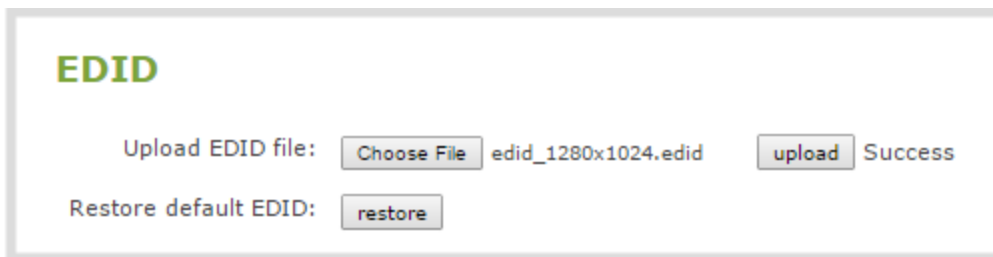 EDID
Upload EDID file: Choose File edid_1280x1024.edid upload Success
Restore default EDID: restore